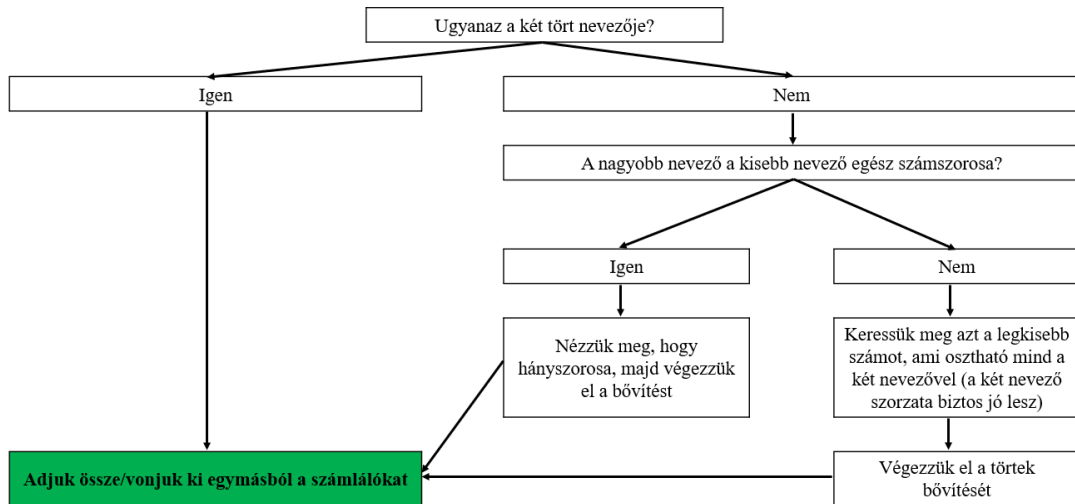 Ugyanaz a két tört nevezője?
Igen
Nem
A nagyobb nevező a kisebb nevező egész számszorosa?
Igen
Nem
Nézzük meg, hogy
hányszorosa, majd végezzük
el a bővítést
Keressük meg azt a legkisebb
számot, ami osztható mind a
két nevezővel (a két nevező
szorzata biztos jó lesz)
Adjuk össze/vonjuk ki egymásból a számlálókat
Végezzük el a törtek
bővítését